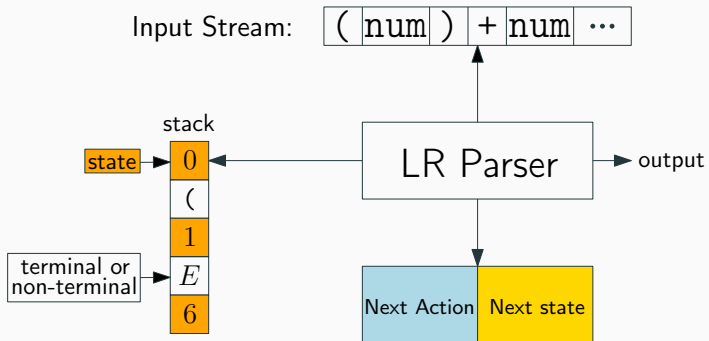 Input Stream: ( num ) + num ···
stack
state
0
(
1
E
6
terminal or
non-terminal
LR Parser
output
Next Action
Next state